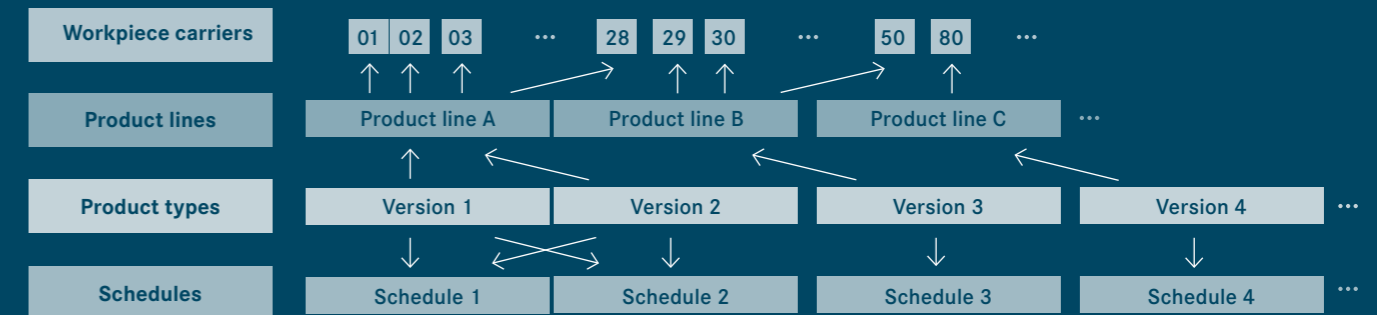 Workpiece carriers 01 02 03 ... 28 29 30 ... 50 80 ...
Product lines Product line A Product line B Product line C ...
Product types Version 1 Version 2 Version 3 Version 4 ...
Schedules Schedule 1 Schedule 2 Schedule 3 Schedule 4 ...